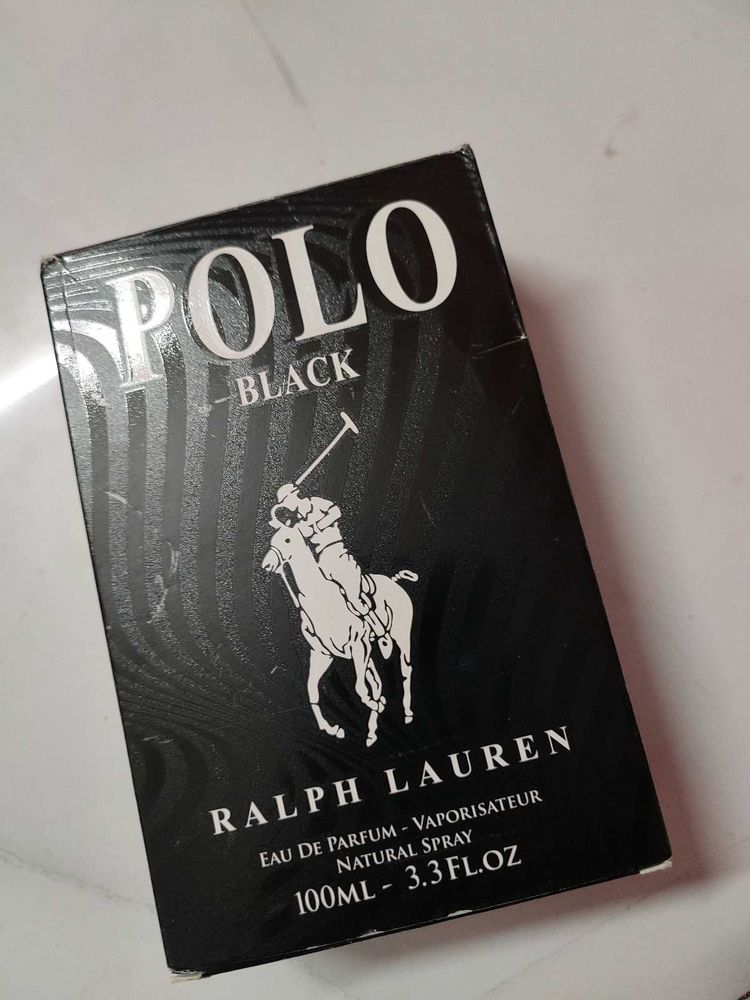 POLO
BLACK
RALPH LAUREN
EAU DE PARFUM - VAPORISATEUR
NATURAL SPRAY
100ML - 3.3FL.OZ